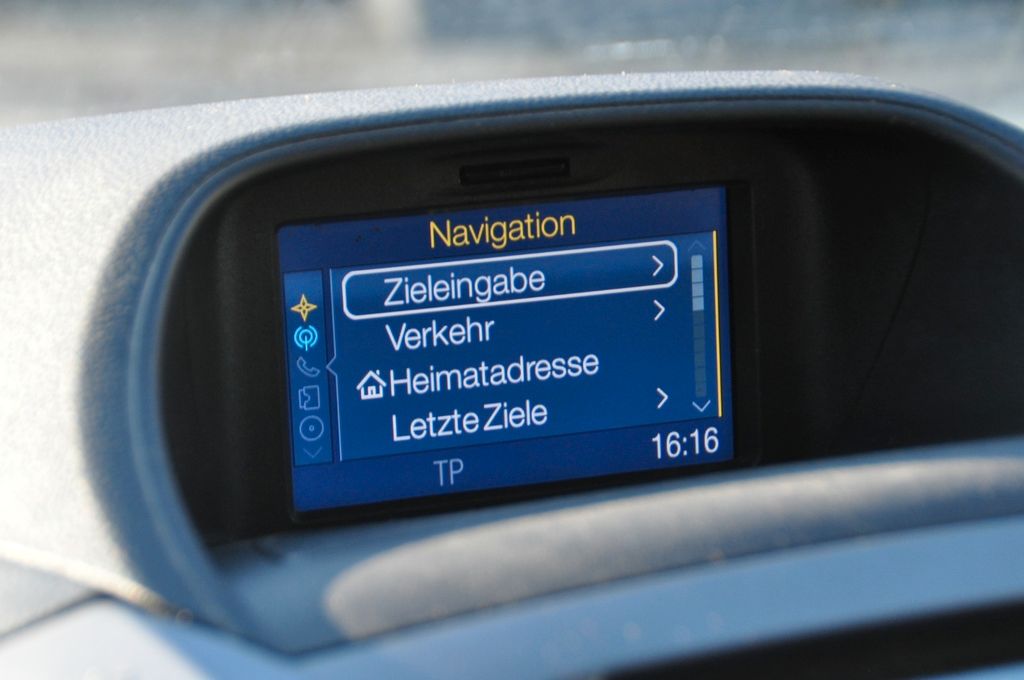 Navigation
Zieleingabe
Verkehr
Heimatadresse
Letzte Ziele
TP
16:16